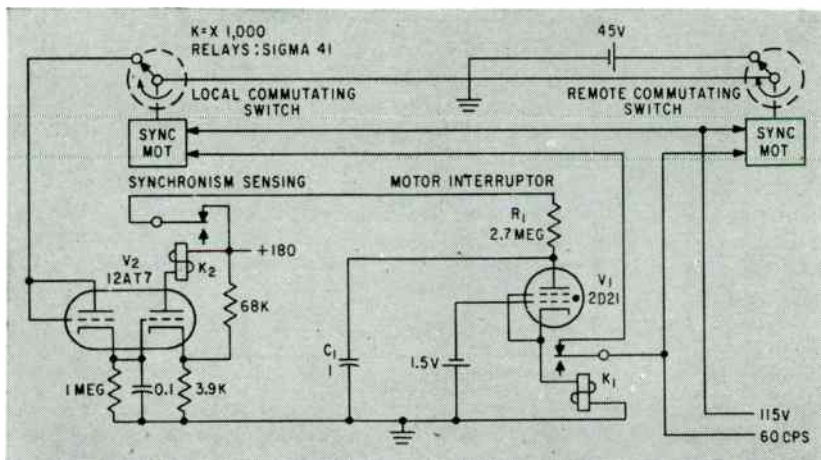 K=X 1,000
RELAYS: SIGMA 41
45V
LOCAL COMMUTATING
SWITCH
REMOTE COMMUTATING
SWITCH
SYNC
MOT
SYNC
MOT
SYNCHRONISM SENSING
MOTOR INTERRUPTOR
R1
2.7 MEG
+180
K2
V2
12AT7
V1
2D21
68K
C1
1
1.5V
1 MEG
0.1
3.9K
K1
115V
60 CPS